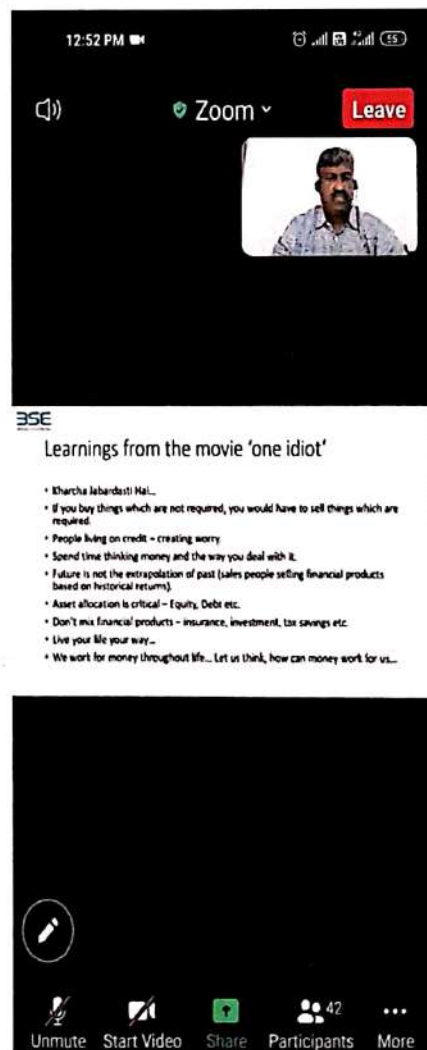 12:52 PM
55
Zoom
Leave
BSE
Learnings from the movie 'one idiot'
• Kharcha Jabardasti Hai...
• If you buy things which are not required, you would have to sell things which are
required.
• People living on credit – creating worry.
• Spend time thinking money and the way you deal with it.
• Future is not the extrapolation of past (sales people selling financial products
based on historical returns).
• Asset allocation is critical – Equity, Debt etc.
• Don't mix financial products – insurance, investment, tax savings etc.
• Live your life your way...
• We work for money throughout life... Let us think, how can money work for us...
42
Unmute Start Video Share Participants More